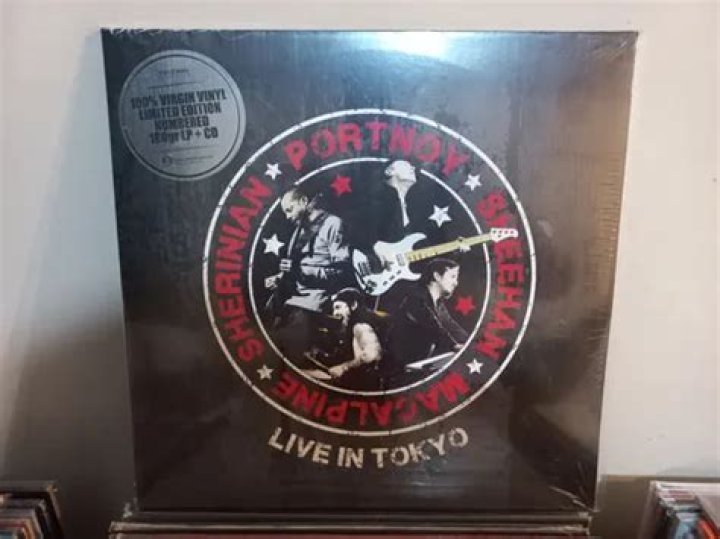 100% VIRGIN VINYL
LIMITED EDITION
NUMBERED
180gr LP + CD
PORTNOY
SHEEHAN
MACALPINE
SHERINIAN
LIVE IN TOKYO